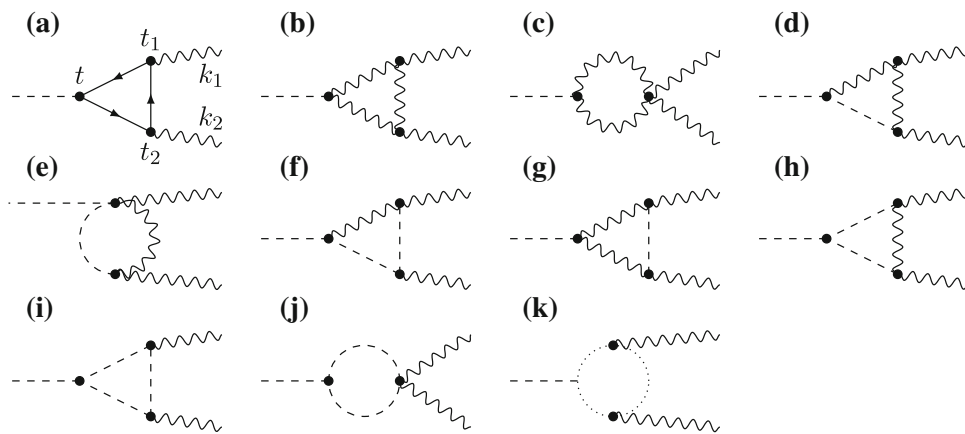 (a) (b) (c) (d)
t t₁ k₁ k₂ t₂
(e) (f) (g) (h)
(i) (j) (k)